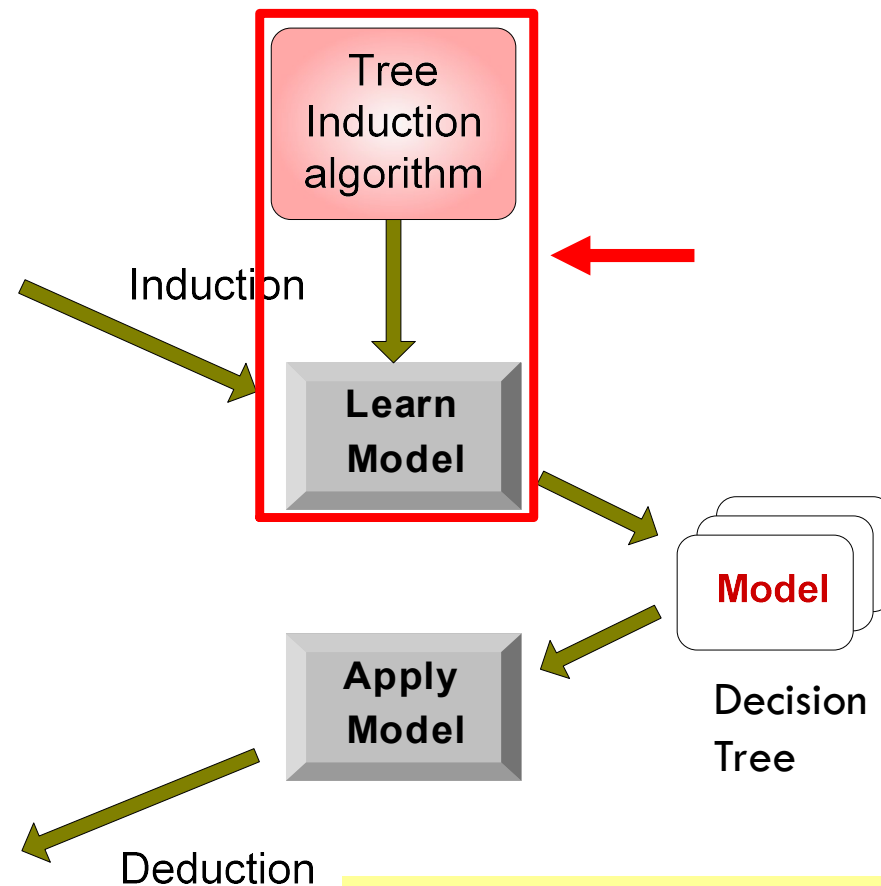 Tree
Induction
algorithm
Induction
Learn
Model
Model
Apply
Model
Decision
Tree
Deduction